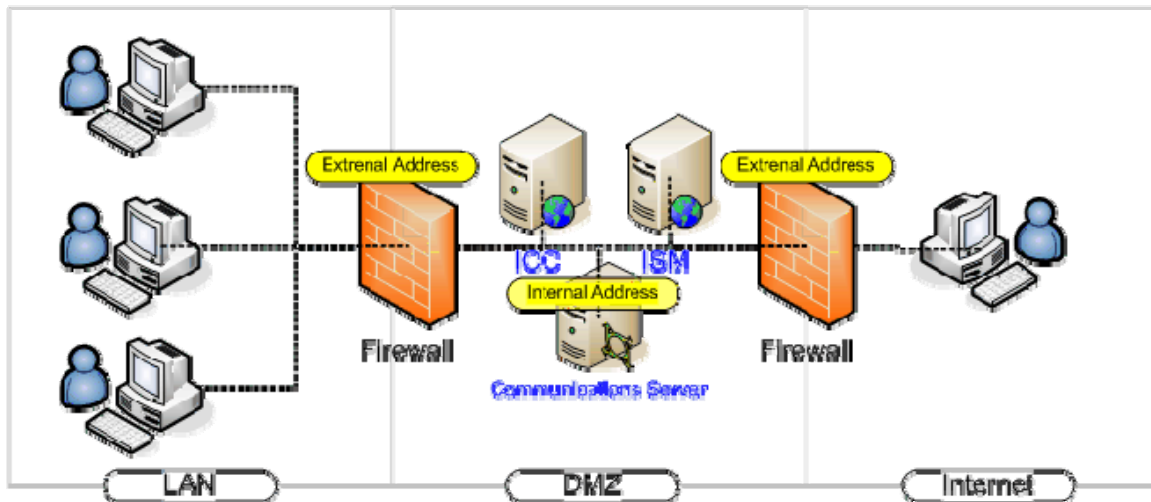 Extrenal Address
Extrenal Address
ICC
ISM
Internal Address
Firewall
Firewall
Communications Server
LAN
DMZ
Internet